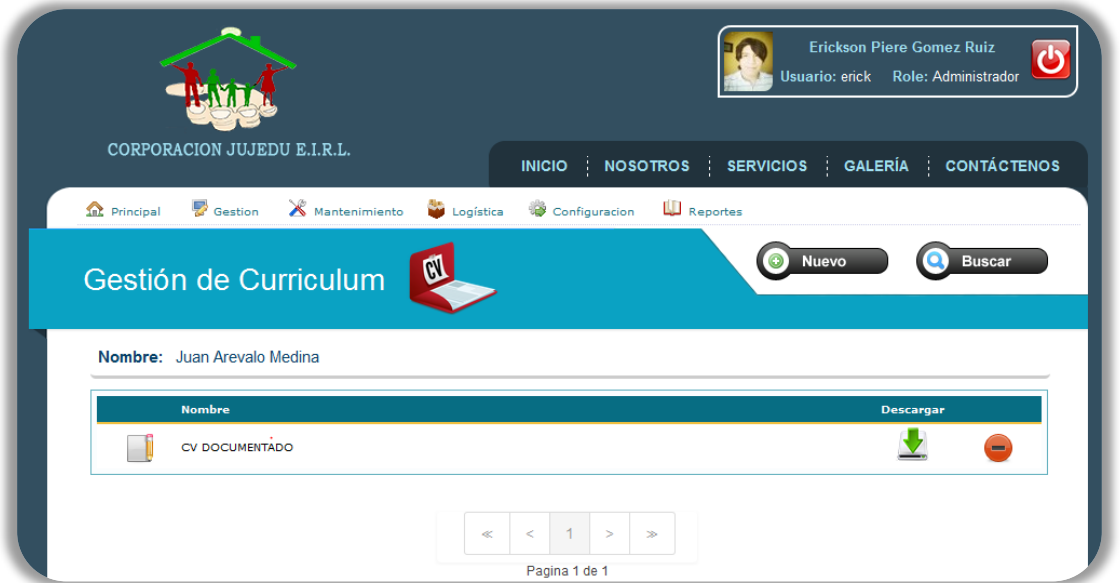 Erickson Piere Gomez Ruiz
Usuario: erick Role: Administrador
CORPORACION JUJEDU E.I.R.L.
INICIO NOSOTROS SERVICIOS GALERÍA CONTÁCTENOS
Principal Gestion Mantenimiento Logística Configuracion Reportes
Nuevo Buscar
Gestión de Curriculum CV
Nombre: Juan Arevalo Medina
Nombre Descargar
CV DOCUMENTADO
≪ < 1 > ≫
Pagina 1 de 1